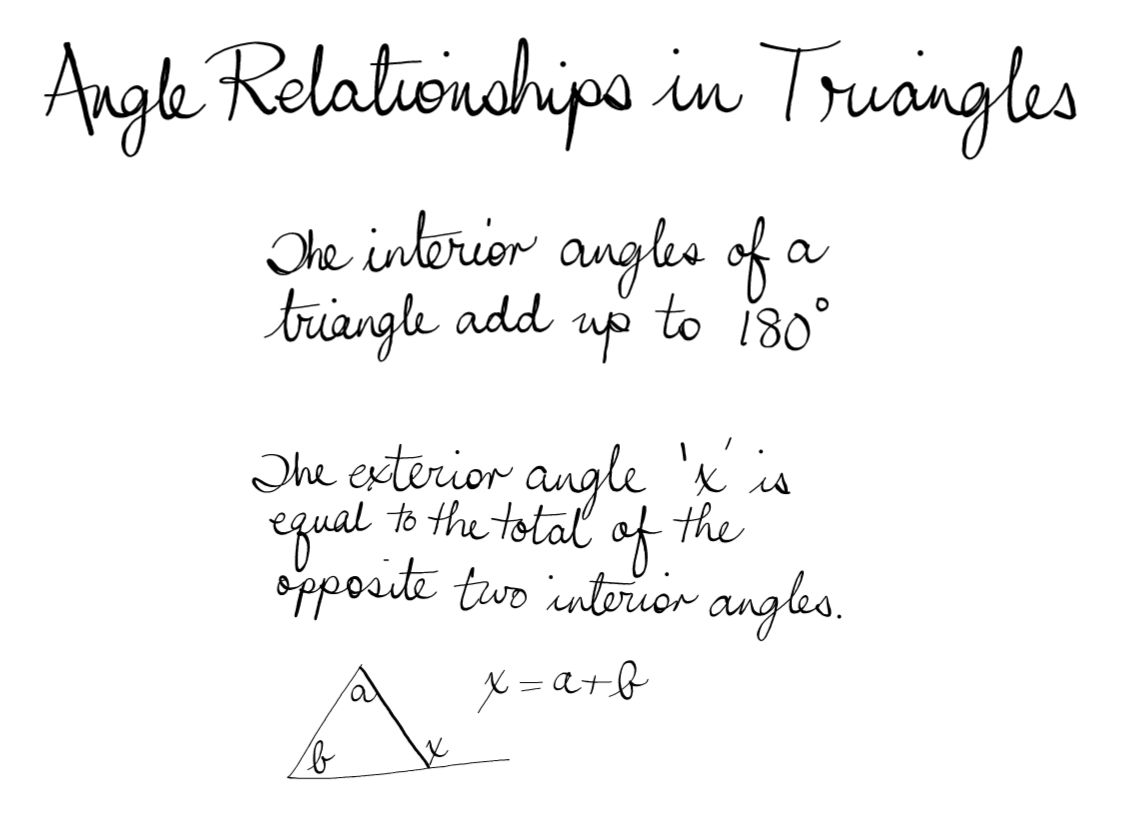 Angle Relationships in Triangles
The interior angles of a
triangle add up to 180°
The exterior angle 'x' is
equal to the total of the
opposite two interior angles.
a
x = a + b
b
x